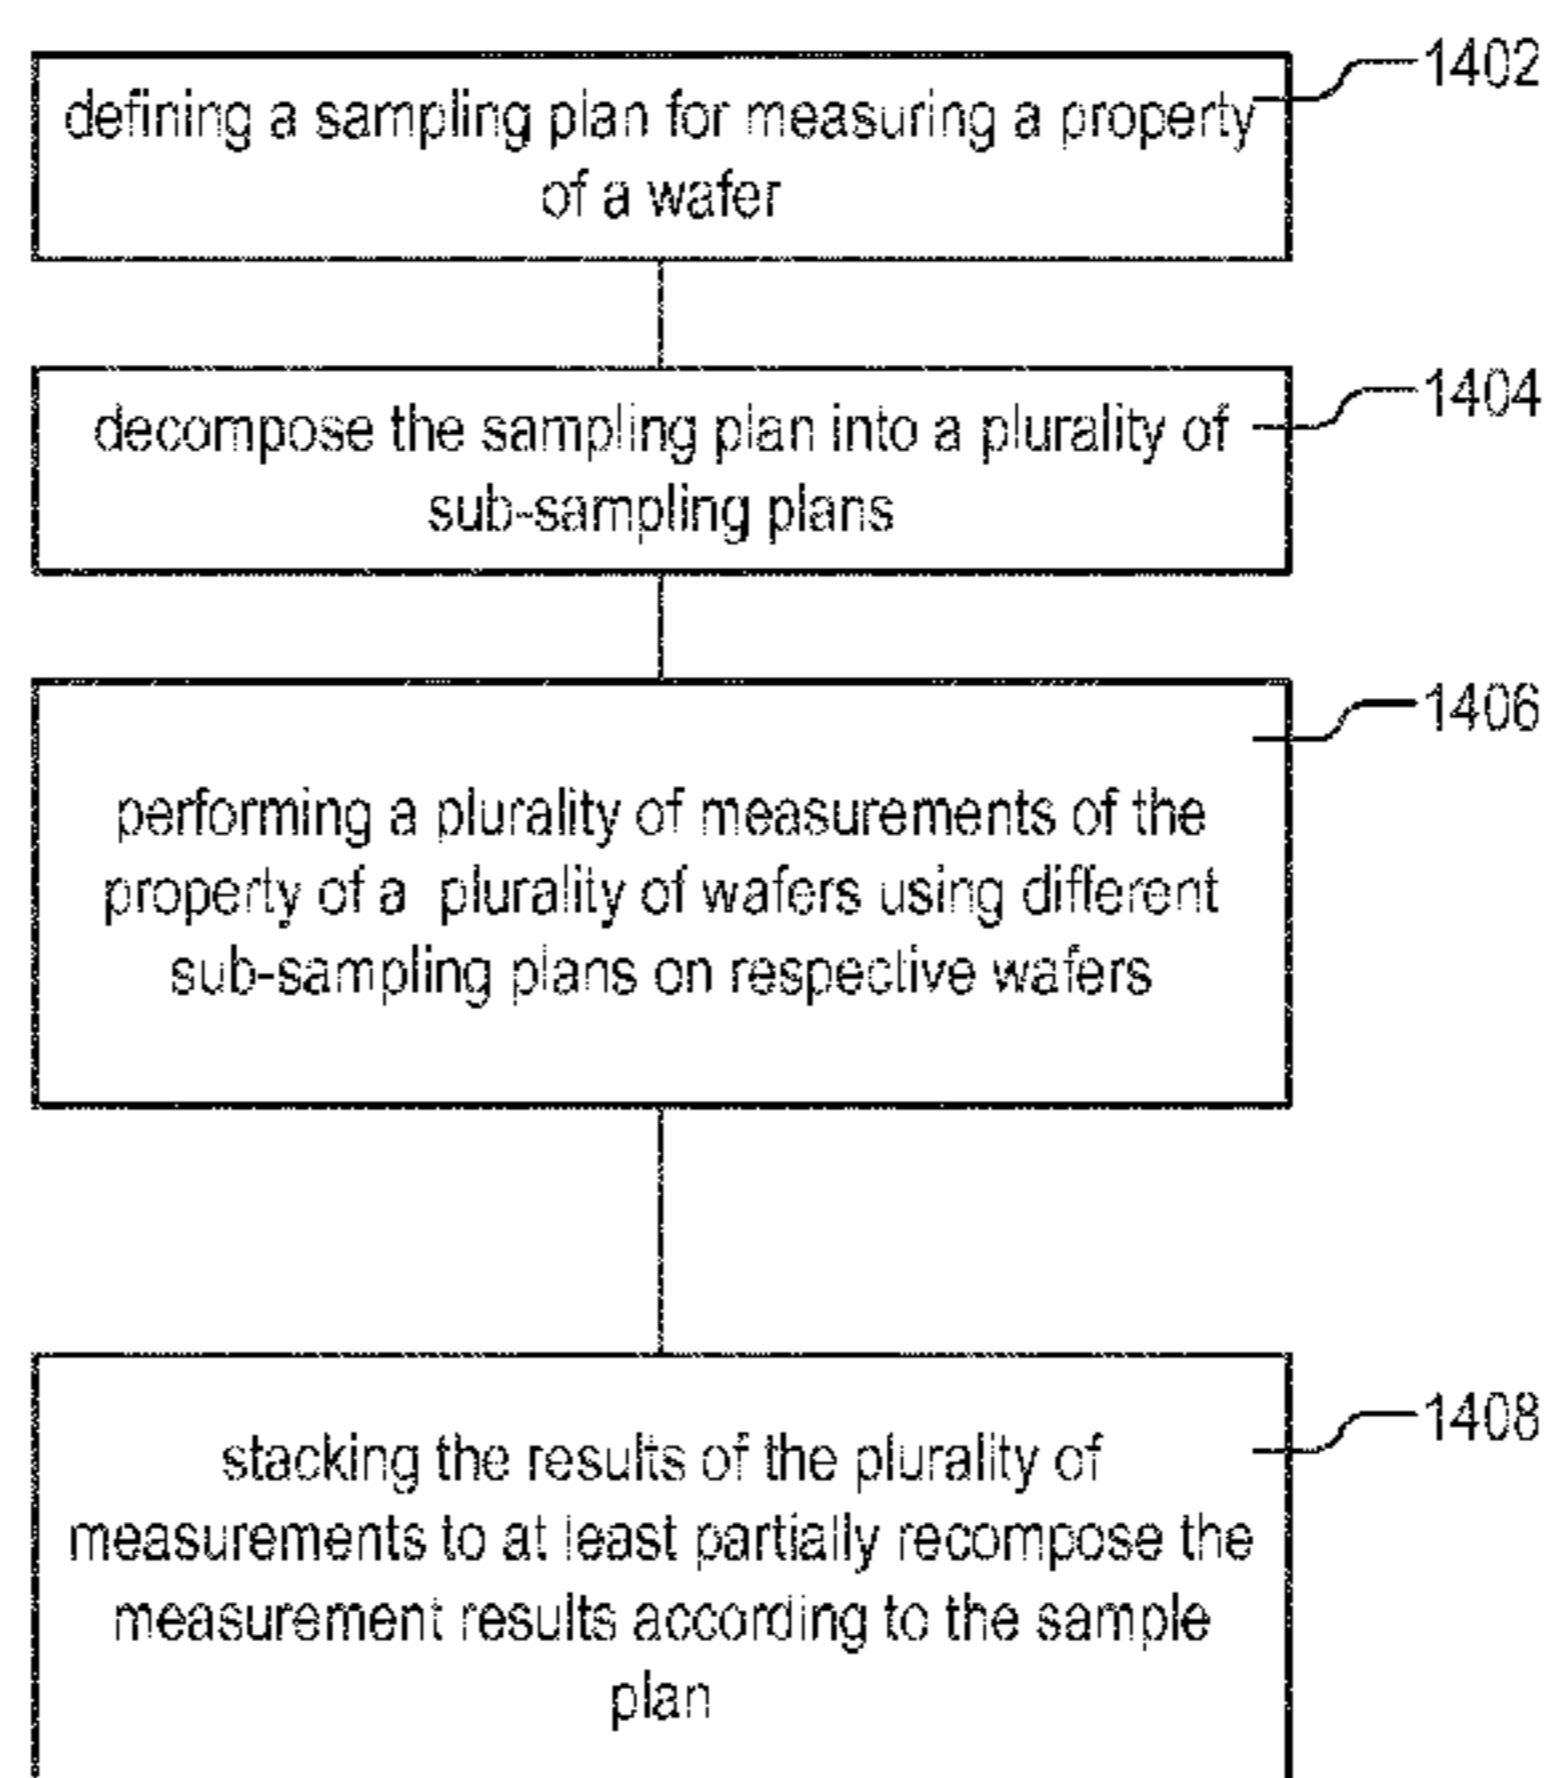 defining a sampling plan for measuring a property
of a wafer
1402
decompose the sampling plan into a plurality of
sub-sampling plans
1404
performing a plurality of measurements of the
property of a plurality of wafers using different
sub-sampling plans on respective wafers
1406
stacking the results of the plurality of
measurements to at least partially recompose the
measurement results according to the sample
plan
1408